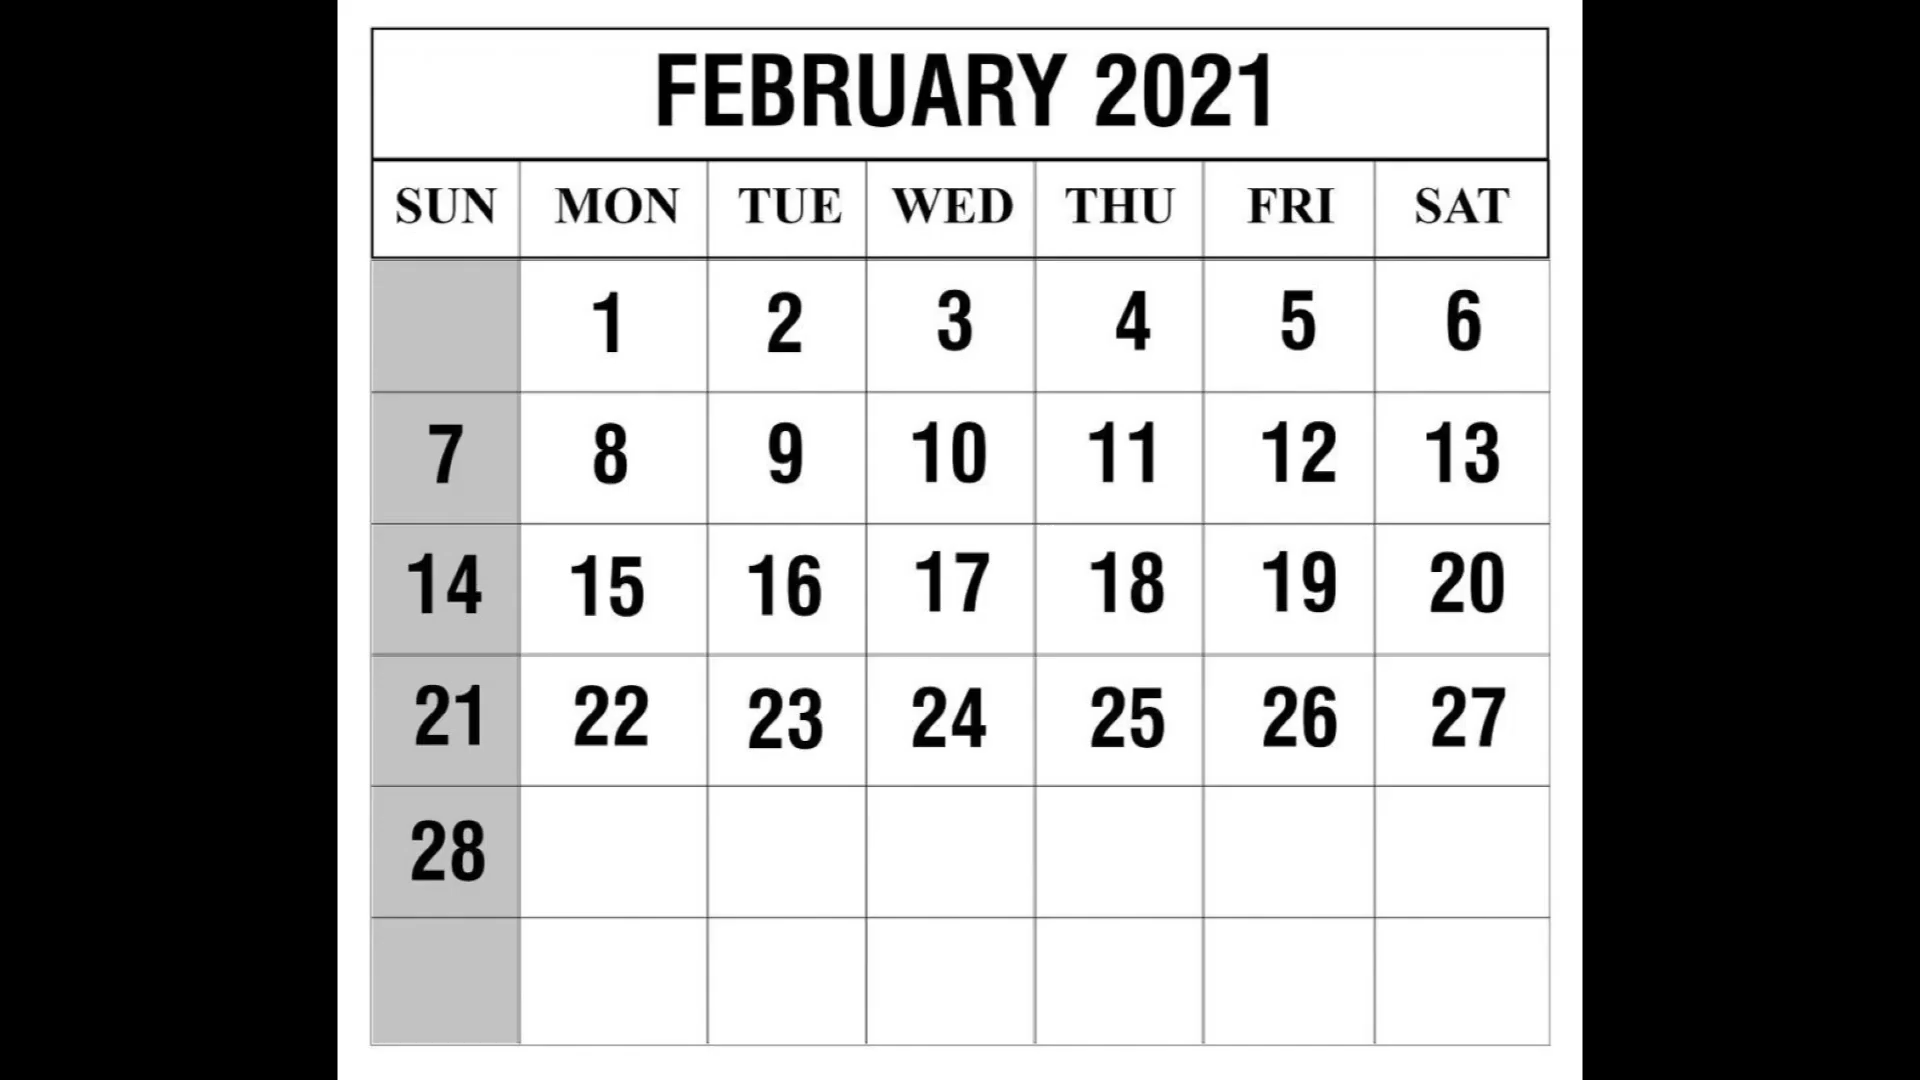 FEBRUARY 2021
SUN MON TUE WED THU FRI SAT
1 2 3 4 5 6
7 8 9 10 11 12 13
14 15 16 17 18 19 20
21 22 23 24 25 26 27
28